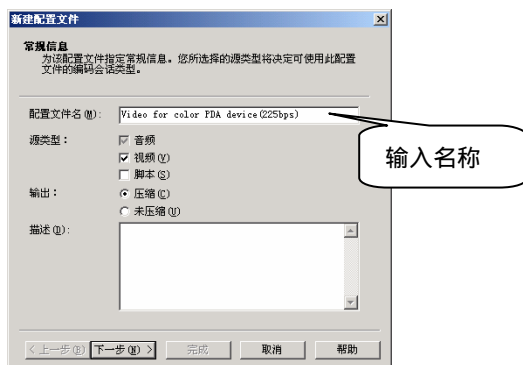 新建配置文件
常规信息
为该配置文件指定常规信息。您所选择的源类型将决定可使用此配置
文件的编码会话类型。
配置文件名(M):
Video for color PDA device(225bps)
输入名称
源类型:
音频
视频(V)
脚本(S)
输出:
压缩(C)
未压缩(U)
描述(D):
< 上一步(B)
下一步(N) >
完成
取消
帮助